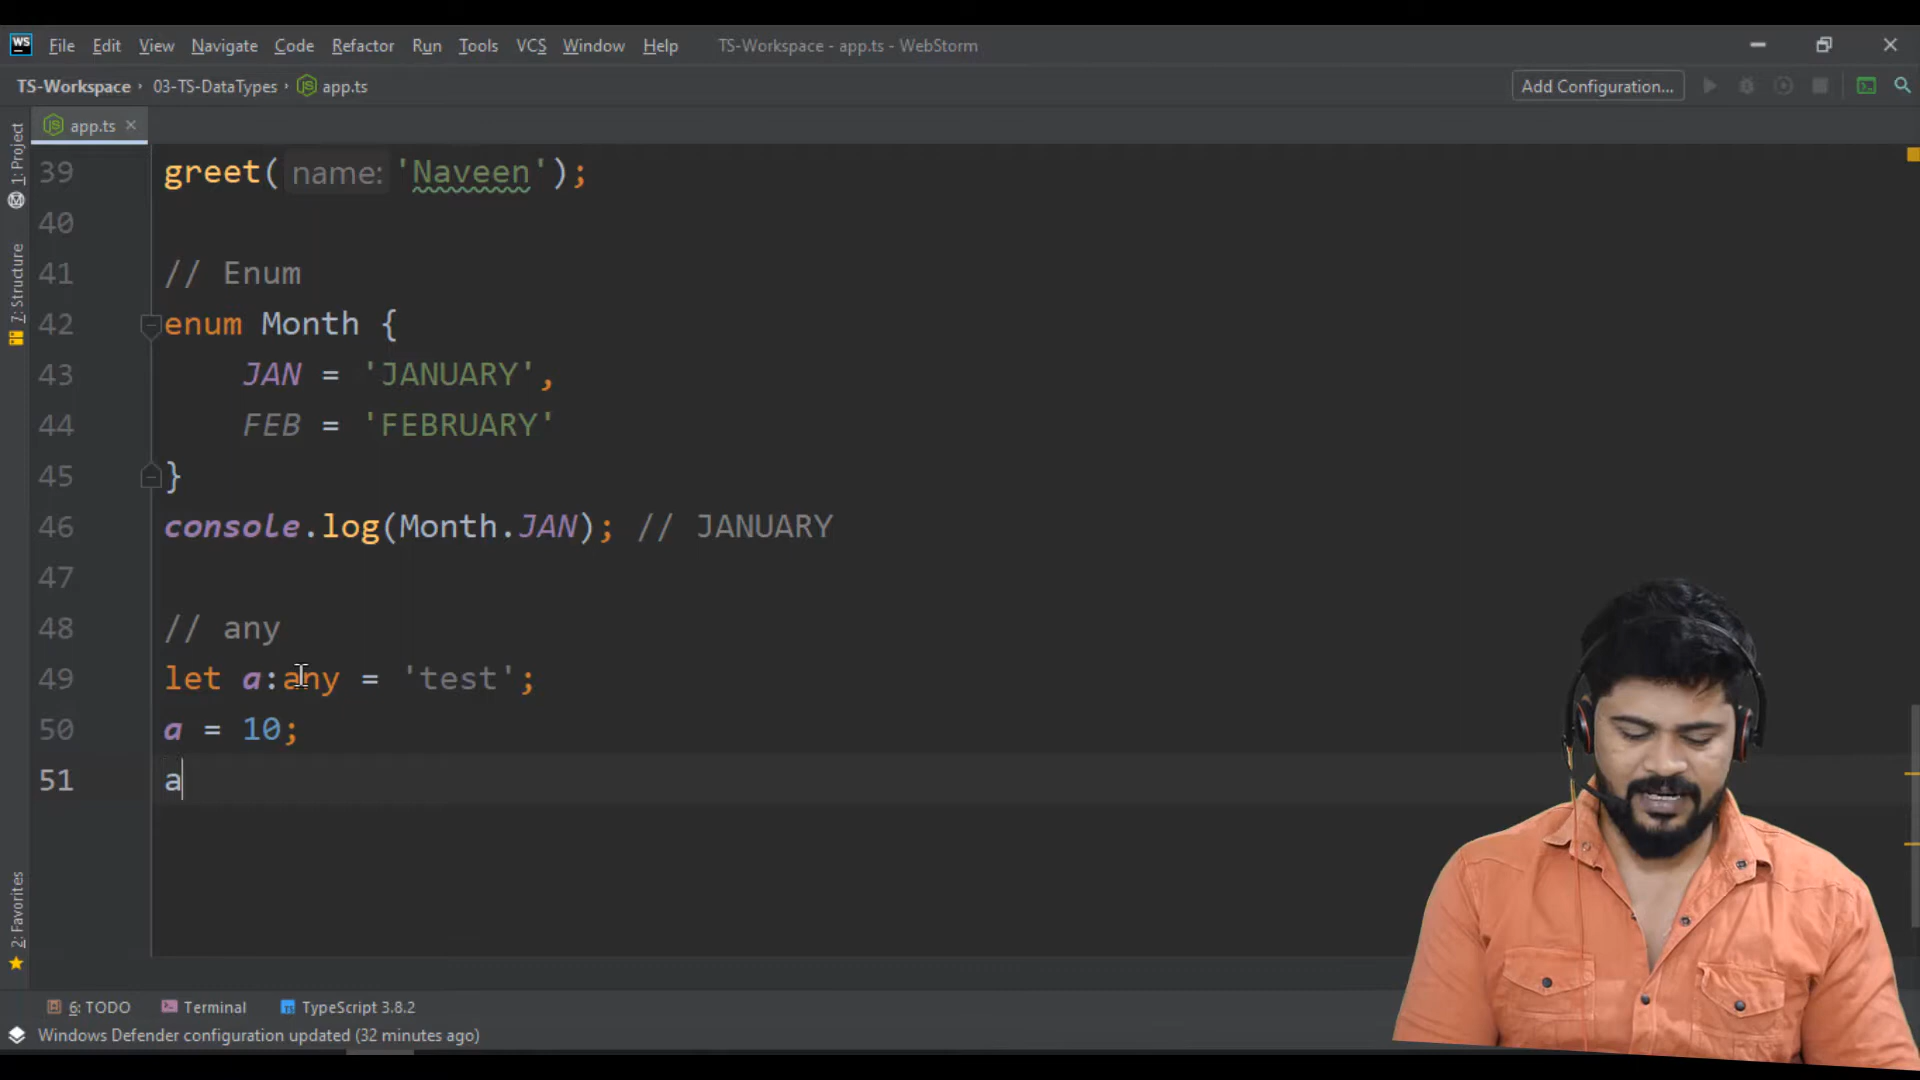 WS File Edit View Navigate Code Refactor Run Tools VCS Window Help TS-Workspace - app.ts - WebStorm
TS-Workspace › 03-TS-DataTypes › JS app.ts Add Configuration...
JS app.ts ×
1: Project
7: Structure
2: Favorites
39 greet( name: 'Naveen');
40
41 // Enum
42 enum Month {
43     JAN = 'JANUARY',
44     FEB = 'FEBRUARY'
45 }
46 console.log(Month.JAN); // JANUARY
47
48 // any
49 let a:any = 'test';
50 a = 10;
51 a
6: TODO Terminal TypeScript 3.8.2
Windows Defender configuration updated (32 minutes ago)